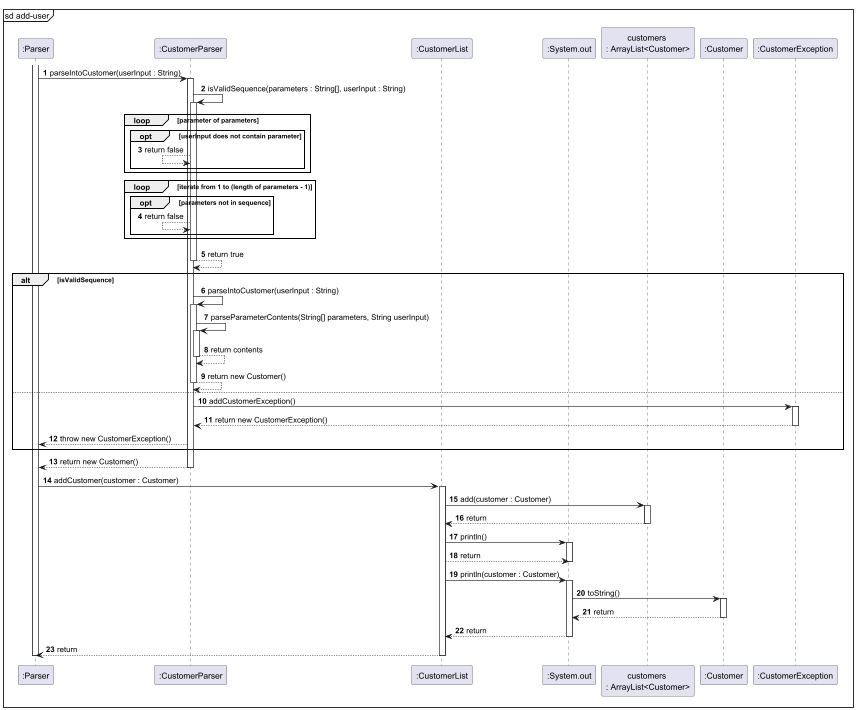 sd add-user
:Parser
:CustomerParser
:CustomerList
:System.out
customers
: ArrayList<Customer>
:Customer
:CustomerException
1 parseIntoCustomer(userInput : String)
2 isValidSequence(parameters : String[], userInput : String)
loop [parameter of parameters]
opt [userInput does not contain parameter]
3 return false
loop [iterate from 1 to (length of parameters - 1)]
opt [parameters not in sequence]
4 return false
5 return true
alt [isValidSequence]
6 parseIntoCustomer(userInput : String)
7 parseParameterContents(String[] parameters, String userInput)
8 return contents
9 return new Customer()
10 addCustomerException()
11 return new CustomerException()
12 throw new CustomerException()
13 return new Customer()
14 addCustomer(customer : Customer)
15 add(customer : Customer)
16 return
17 println()
18 return
19 println(customer : Customer)
20 toString()
21 return
22 return
23 return
:Parser
:CustomerParser
:CustomerList
:System.out
customers
: ArrayList<Customer>
:Customer
:CustomerException